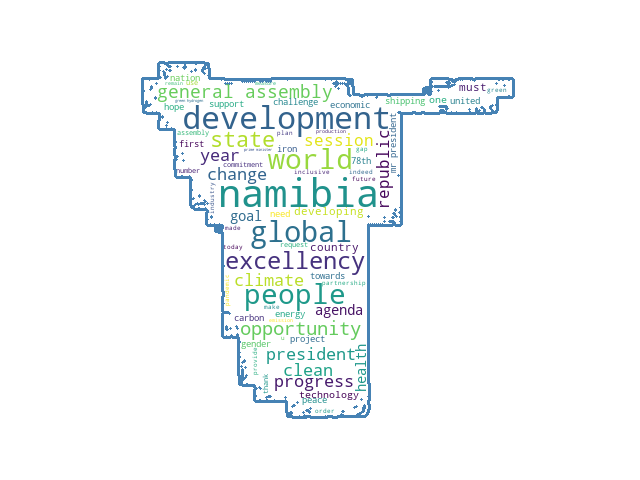 nation
must
green
general assembly
hope
support
challenge
economic
shipping
one
united
development
assembly
state
plan
production
session
first
iron
world
gap
78th
republic
mr president
year
commitment
indeed
change
inclusive
future
number
namibia
industry
goal
need
developing
made
global
today
request
country
excellency
towards
climate
partnership
people
make
agenda
carbon
energy
opportunity
gender
project
president
provide
clean
health
thank
progress
technology
peace
order